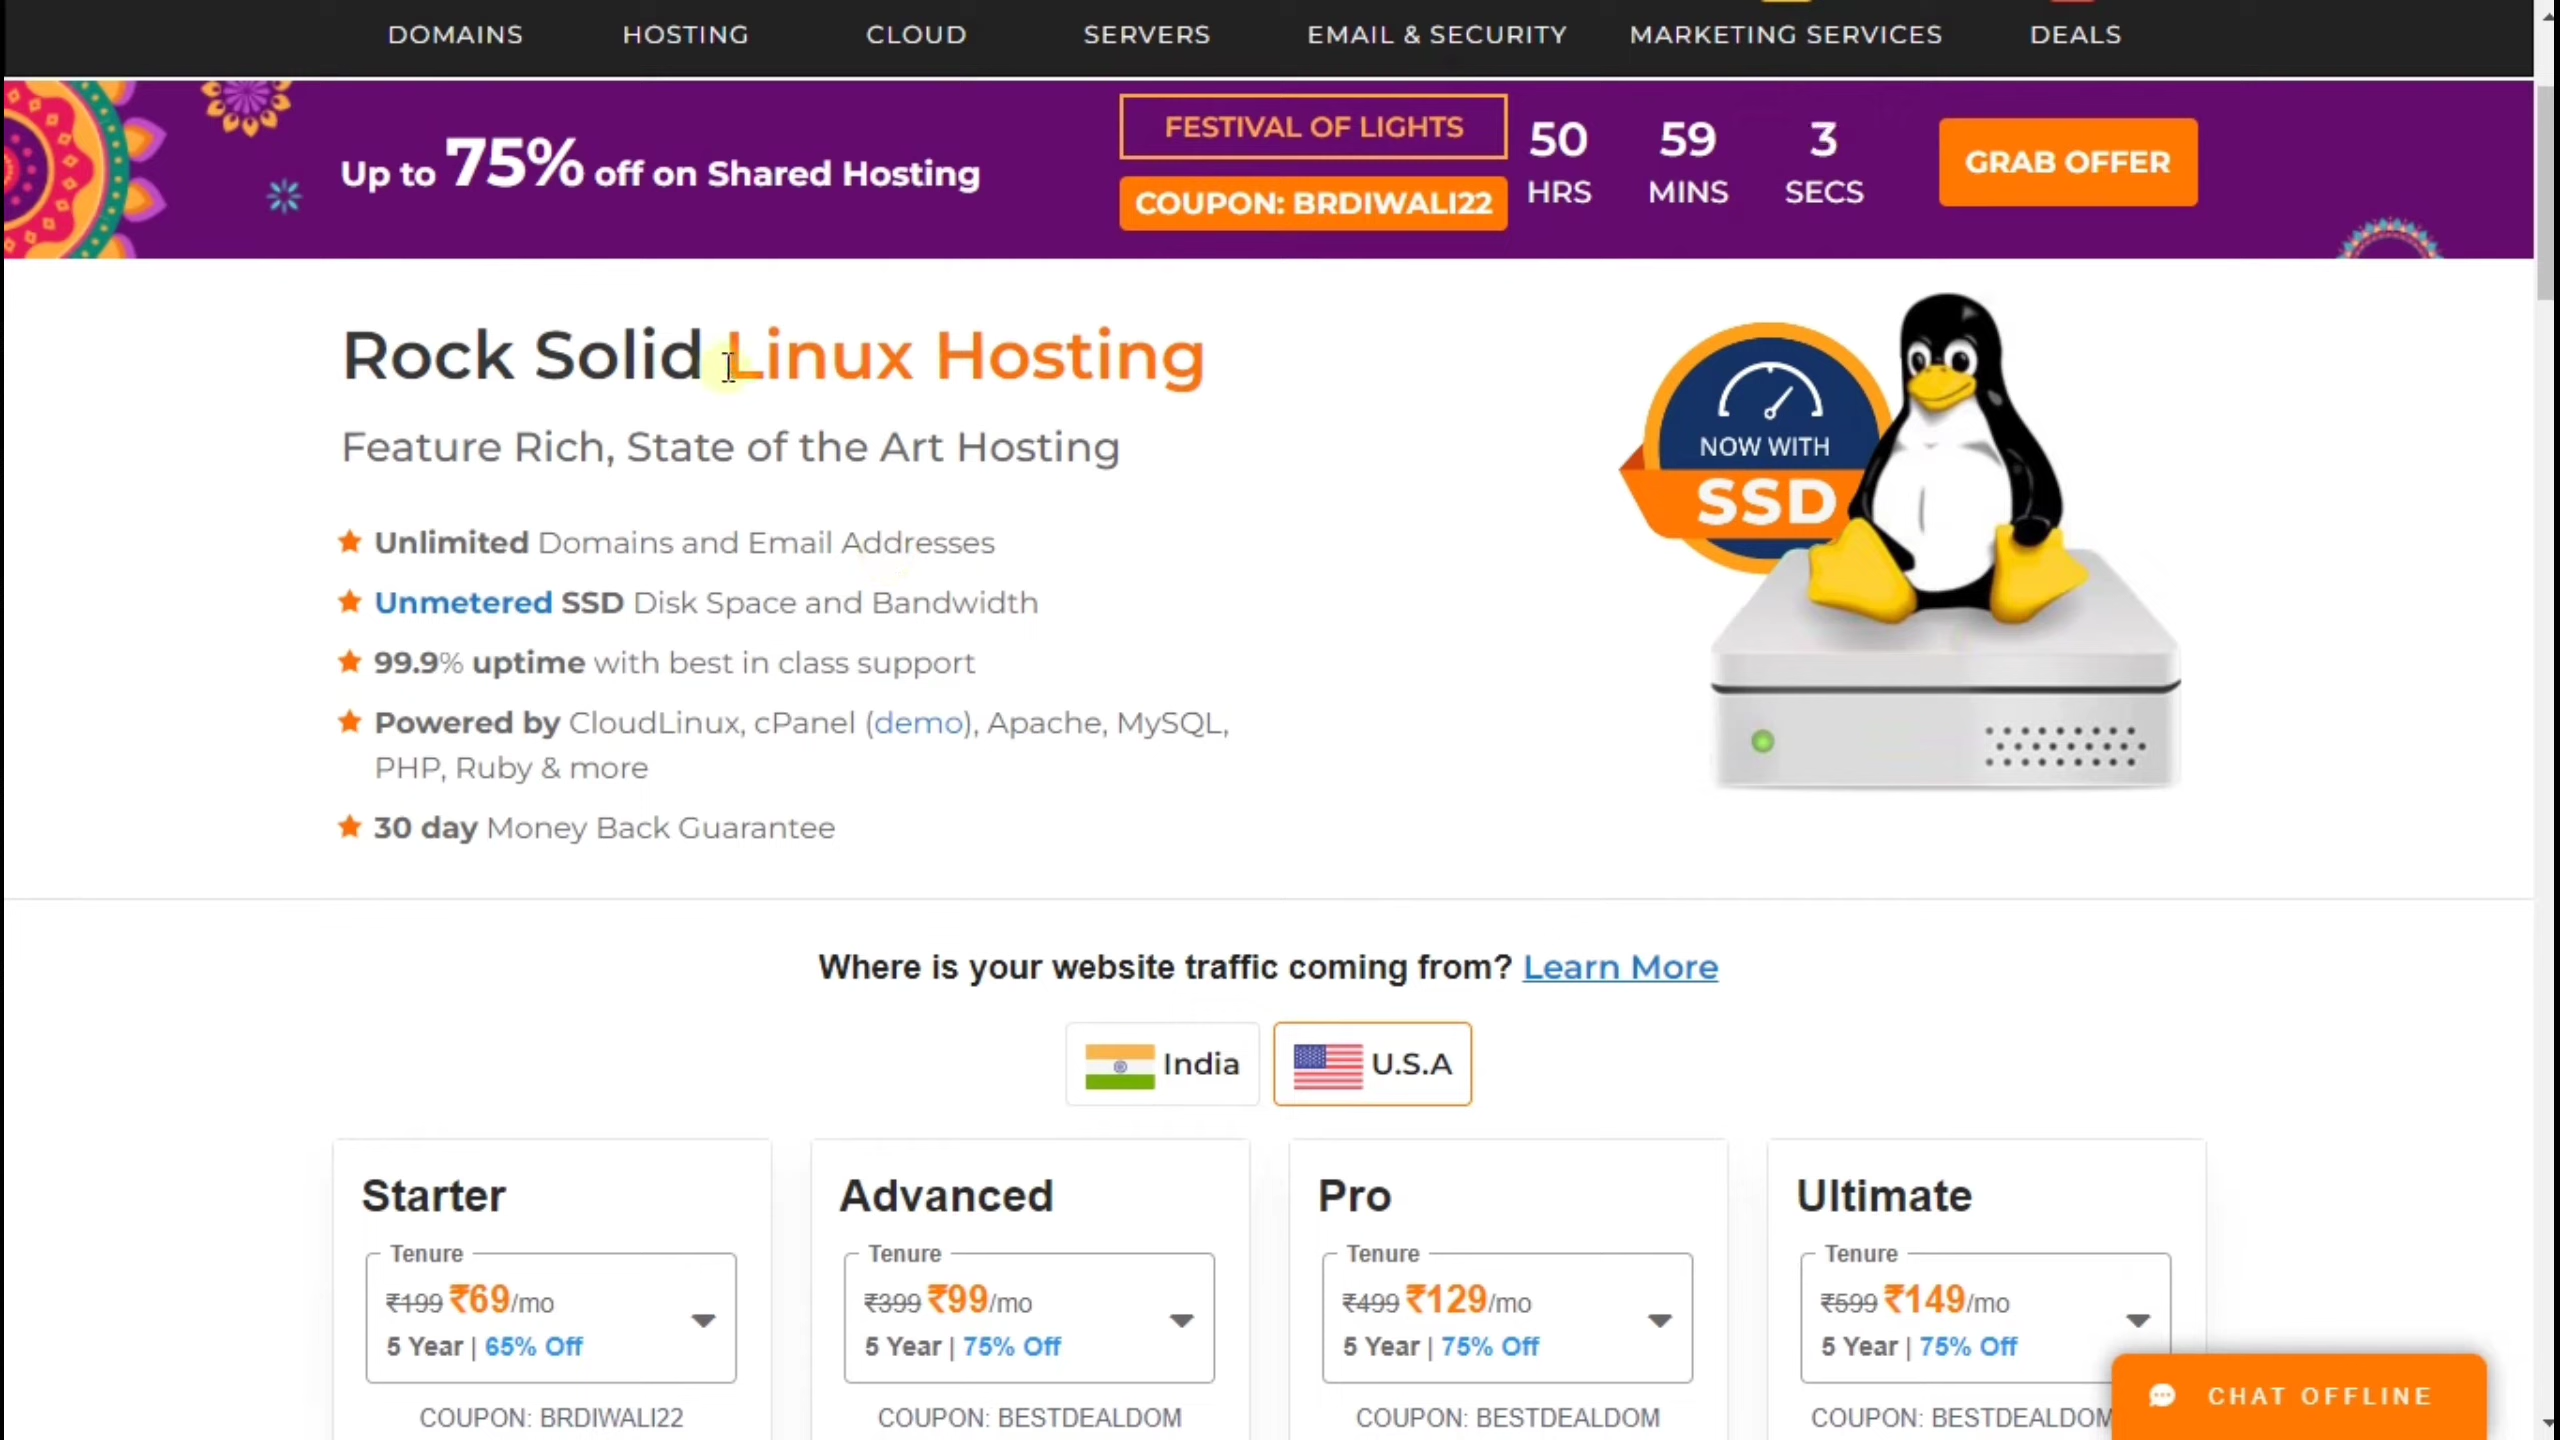 DOMAINS HOSTING CLOUD SERVERS EMAIL & SECURITY MARKETING SERVICES DEALS
Up to 75% off on Shared Hosting
FESTIVAL OF LIGHTS
COUPON: BRDIWALI22
50 59 3
HRS MINS SECS
GRAB OFFER
Rock Solid Linux Hosting
Feature Rich, State of the Art Hosting
Unlimited Domains and Email Addresses
Unmetered SSD Disk Space and Bandwidth
99.9% uptime with best in class support
Powered by CloudLinux, cPanel (demo), Apache, MySQL,
PHP, Ruby & more
30 day Money Back Guarantee
NOW WITH
SSD
Where is your website traffic coming from? Learn More
India U.S.A
Starter
Tenure
₹199 ₹69/mo
5 Year | 65% Off
COUPON: BRDIWALI22
Advanced
Tenure
₹399 ₹99/mo
5 Year | 75% Off
COUPON: BESTDEALDOM
Pro
Tenure
₹499 ₹129/mo
5 Year | 75% Off
COUPON: BESTDEALDOM
Ultimate
Tenure
₹599 ₹149/mo
5 Year | 75% Off
COUPON: BESTDEALDOM
CHAT OFFLINE